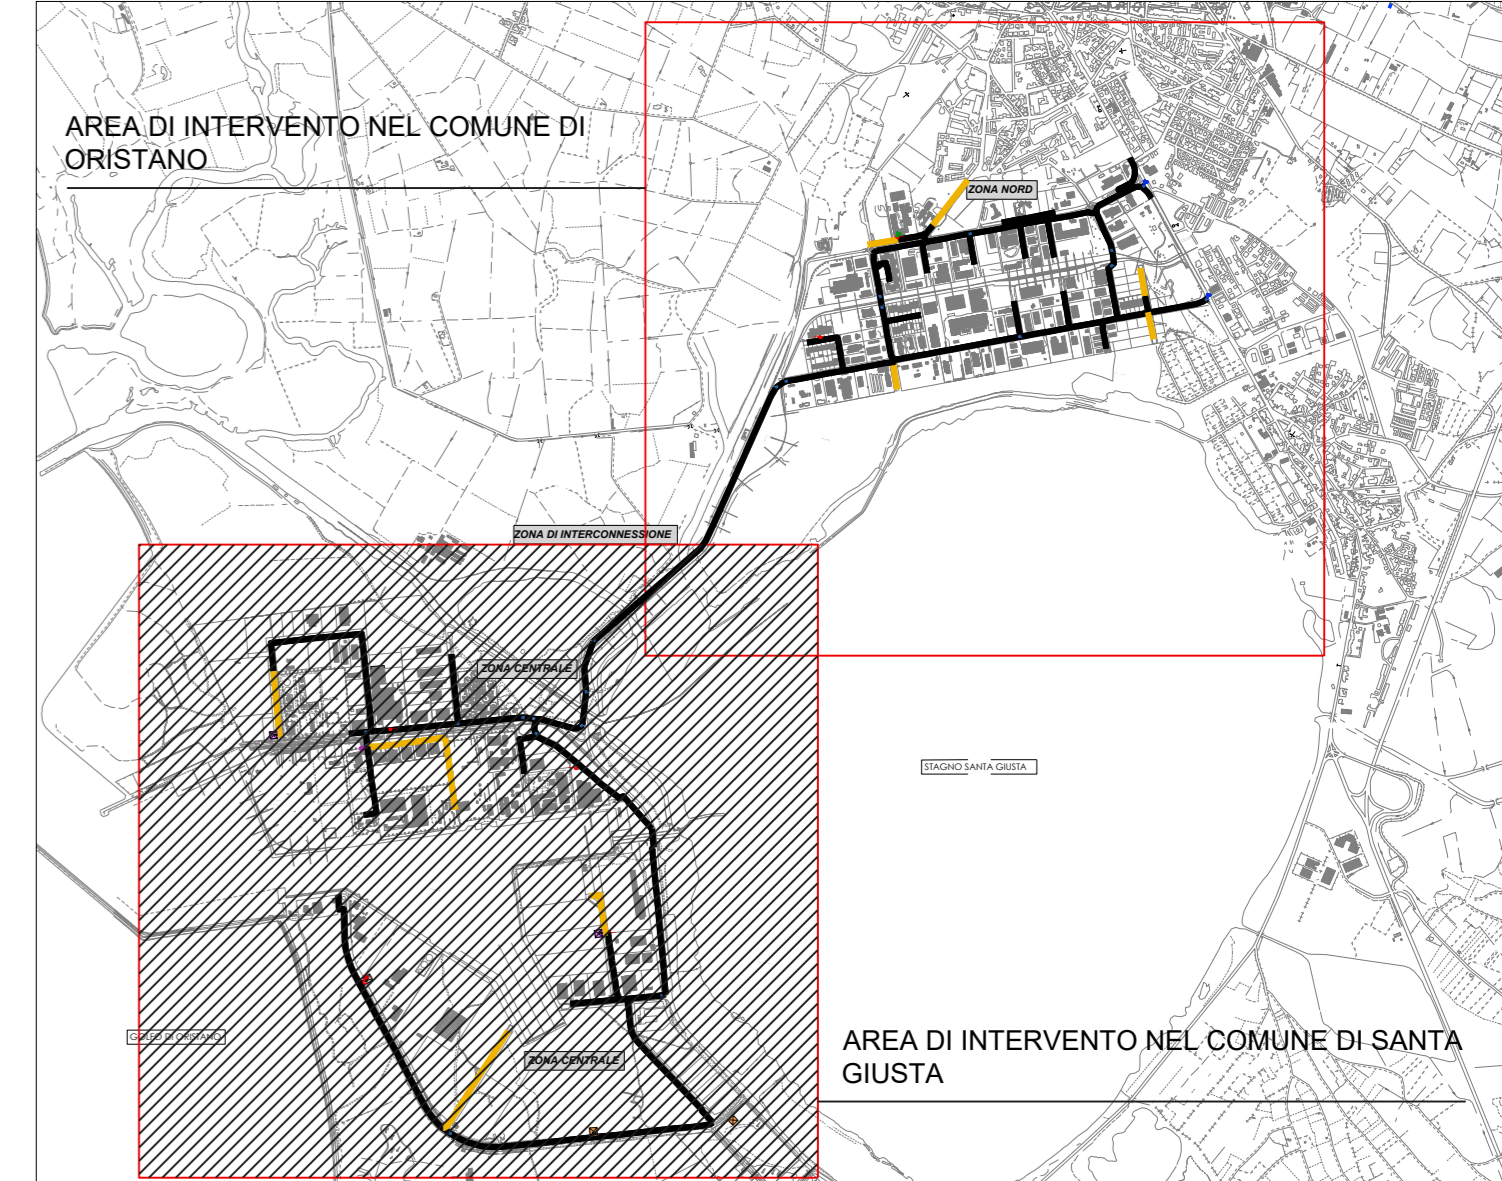 AREA DI INTERVENTO NEL COMUNE DI
ORISTANO
ZONA NORD
ZONA DI INTERCONNESSIONE
ZONA CENTRALE
STAGNO SANTA GIUSTA
GOLFO DI ORISTANO
ZONA CENTRALE
AREA DI INTERVENTO NEL COMUNE DI SANTA
GIUSTA